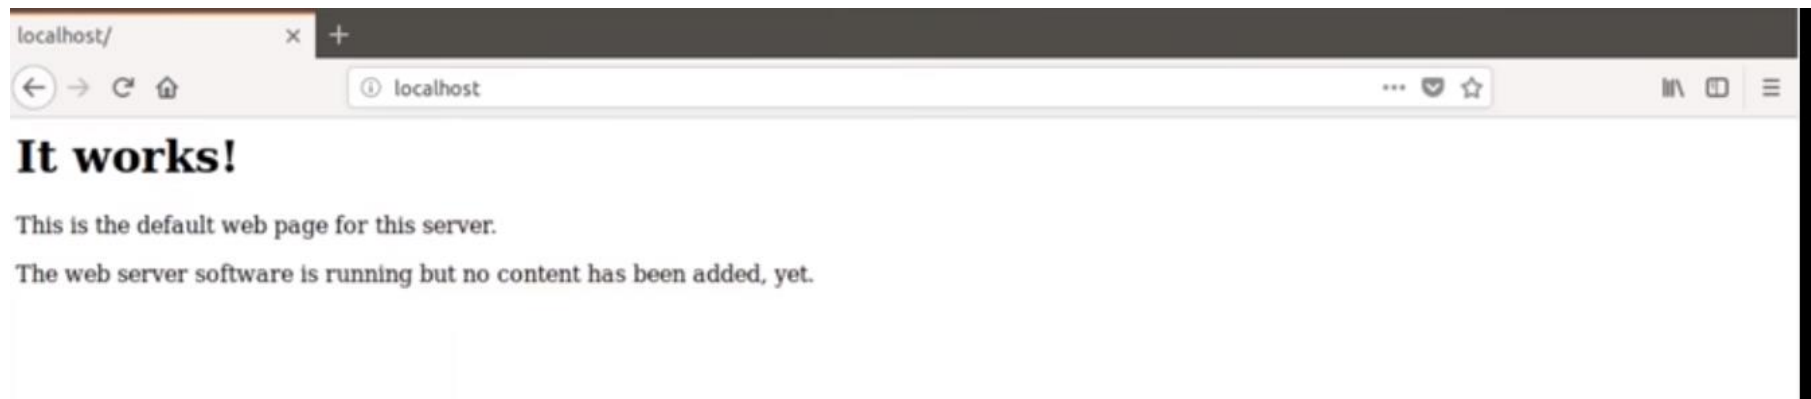 localhost/
localhost
It works!
This is the default web page for this server.
The web server software is running but no content has been added, yet.